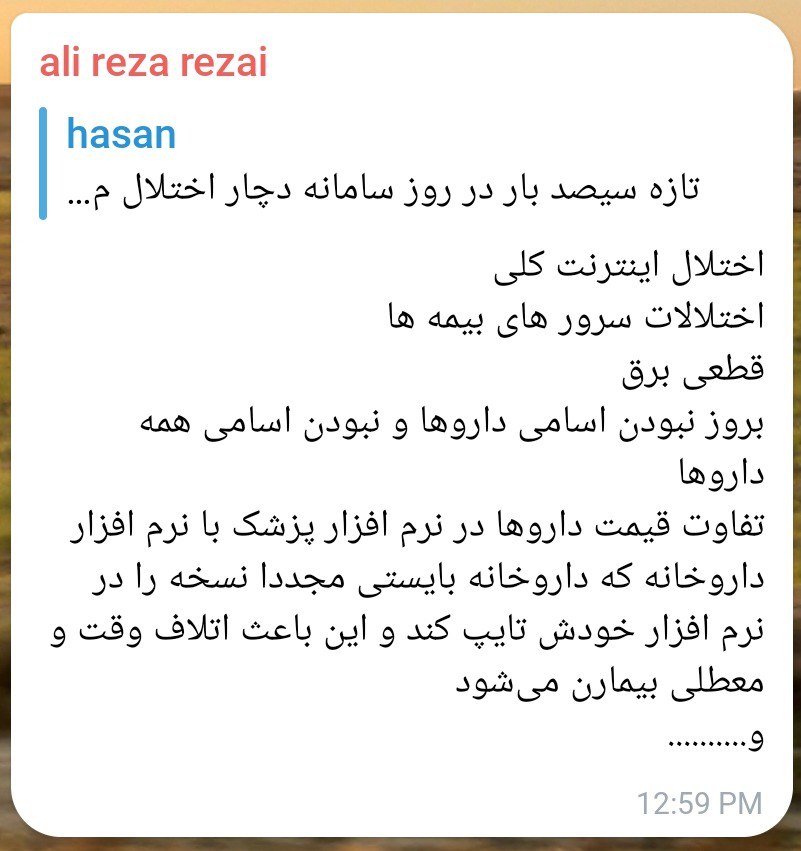 ali reza rezai
hasan
تازه سیصد بار در روز سامانه دچار اختلال م...
اختلال اینترنت کلی
اختلالات سرور های بیمه ها
قطعی برق
بروز نبودن اسامی داروها و نبودن اسامی همه
داروها
تفاوت قیمت داروها در نرم افزار پزشک با نرم افزار
داروخانه که داروخانه بایستی مجددا نسخه را در
نرم افزار خودش تایپ کند و این باعث اتلاف وقت و
معطلی بیمارن می‌شود
و..........
12:59 PM